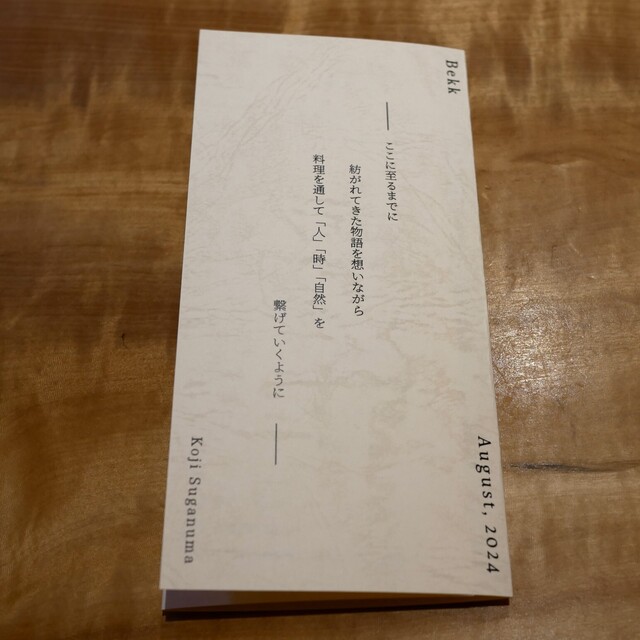 Bekk
August, 2024
── ここに至るまでに
紡がれてきた物語を想いながら
料理を通して「人」「時」「自然」を
繋げていくように ──
Koji Suganuma